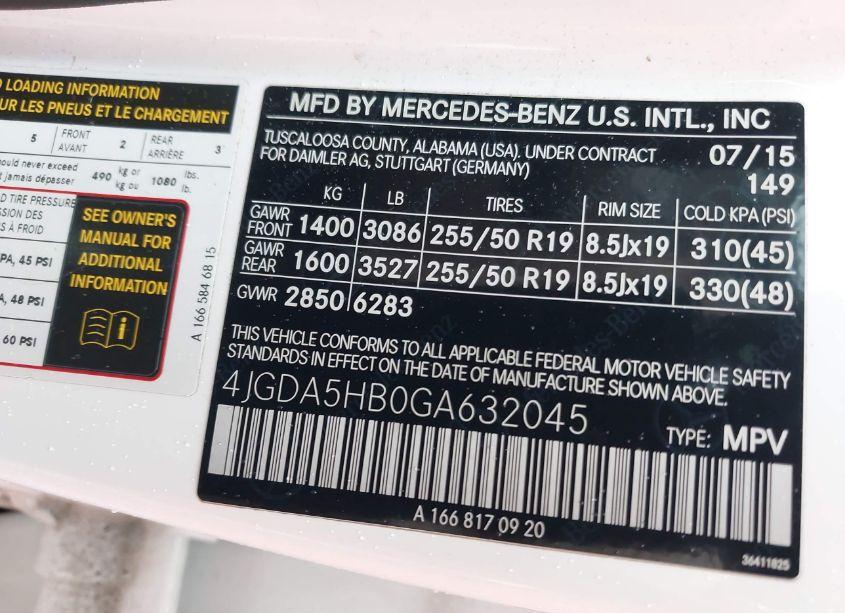 LOADING INFORMATION
UR LES PNEUS ET LE CHARGEMENT
5 FRONT AVANT 2 REAR ARRIÈRE 3
ould never exceed 490 kg or 1080 lbs.
t jamais dépasser kg ou lb.
D TIRE PRESSURE
SSION DES
S À FROID
PA, 45 PSI
A, 48 PSI
60 PSI
SEE OWNER'S
MANUAL FOR
ADDITIONAL
INFORMATION
A 166 584 68 15
MFD BY MERCEDES-BENZ U.S. INTL., INC
TUSCALOOSA COUNTY, ALABAMA (USA). UNDER CONTRACT 07/15
FOR DAIMLER AG, STUTTGART (GERMANY) 149
KG LB TIRES RIM SIZE COLD KPA (PSI)
GAWR FRONT 1400 3086 255/50 R19 8.5Jx19 310(45)
GAWR REAR 1600 3527 255/50 R19 8.5Jx19 330(48)
GVWR 2850 6283
THIS VEHICLE CONFORMS TO ALL APPLICABLE FEDERAL MOTOR VEHICLE SAFETY
STANDARDS IN EFFECT ON THE DATE OF MANUFACTURE SHOWN ABOVE.
4JGDA5HB0GA632045
TYPE: MPV
A 166 817 09 20
36411825